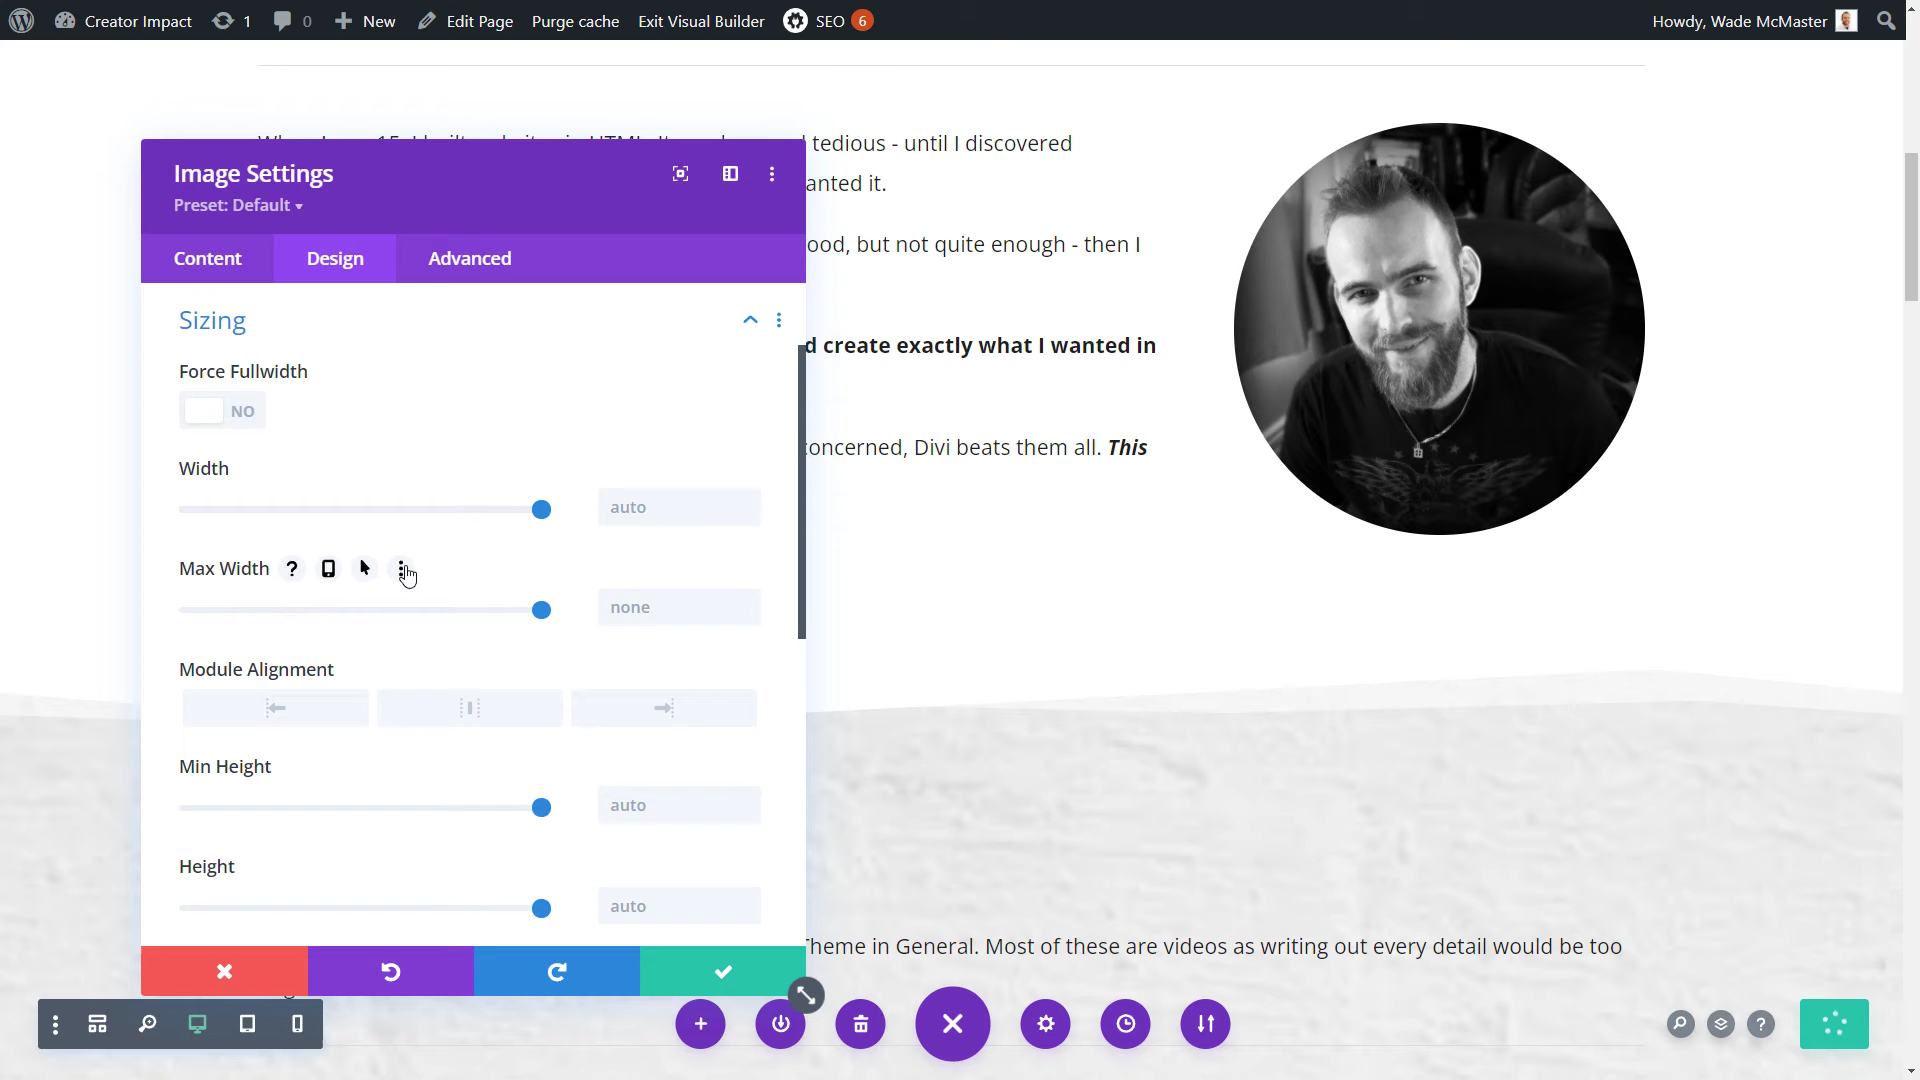 Creator Impact 1 0 New Edit Page Purge cache Exit Visual Builder SEO 6 Howdy, Wade McMaster
tedious - until I discovered
anted it.
ood, but not quite enough - then I
d create exactly what I wanted in
concerned, Divi beats them all. This
Image Settings
Preset: Default
Content Design Advanced
Sizing
Force Fullwidth
NO
Width
auto
Max Width ?
none
Module Alignment
Min Height
auto
Height
auto
Theme in General. Most of these are videos as writing out every detail would be too
?